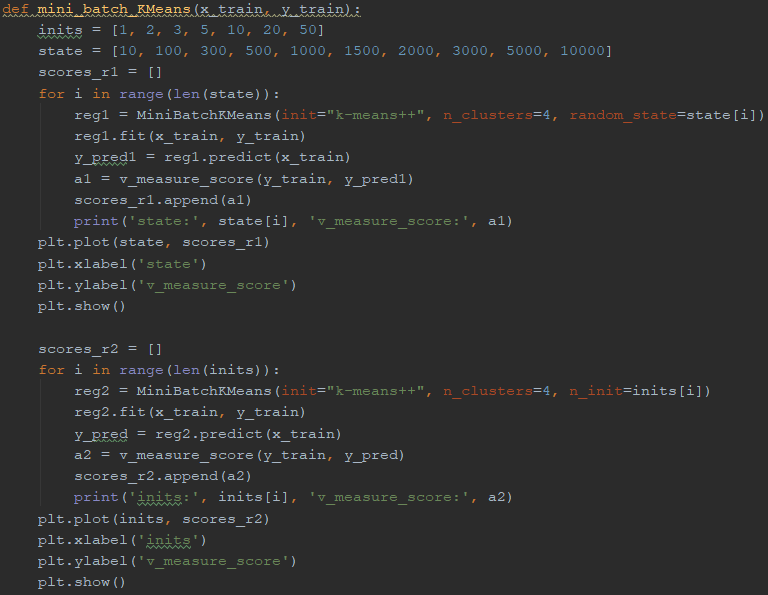 def mini_batch_KMeans(x_train, y_train):
    inits = [1, 2, 3, 5, 10, 20, 50]
    state = [10, 100, 300, 500, 1000, 1500, 2000, 3000, 5000, 10000]
    scores_r1 = []
    for i in range(len(state)):
        reg1 = MiniBatchKMeans(init="k-means++", n_clusters=4, random_state=state[i])
        reg1.fit(x_train, y_train)
        y_pred1 = reg1.predict(x_train)
        a1 = v_measure_score(y_train, y_pred1)
        scores_r1.append(a1)
        print('state:', state[i], 'v_measure_score:', a1)
    plt.plot(state, scores_r1)
    plt.xlabel('state')
    plt.ylabel('v_measure_score')
    plt.show()

    scores_r2 = []
    for i in range(len(inits)):
        reg2 = MiniBatchKMeans(init="k-means++", n_clusters=4, n_init=inits[i])
        reg2.fit(x_train, y_train)
        y_pred = reg2.predict(x_train)
        a2 = v_measure_score(y_train, y_pred)
        scores_r2.append(a2)
        print('inits:', inits[i], 'v_measure_score:', a2)
    plt.plot(inits, scores_r2)
    plt.xlabel('inits')
    plt.ylabel('v_measure_score')
    plt.show()